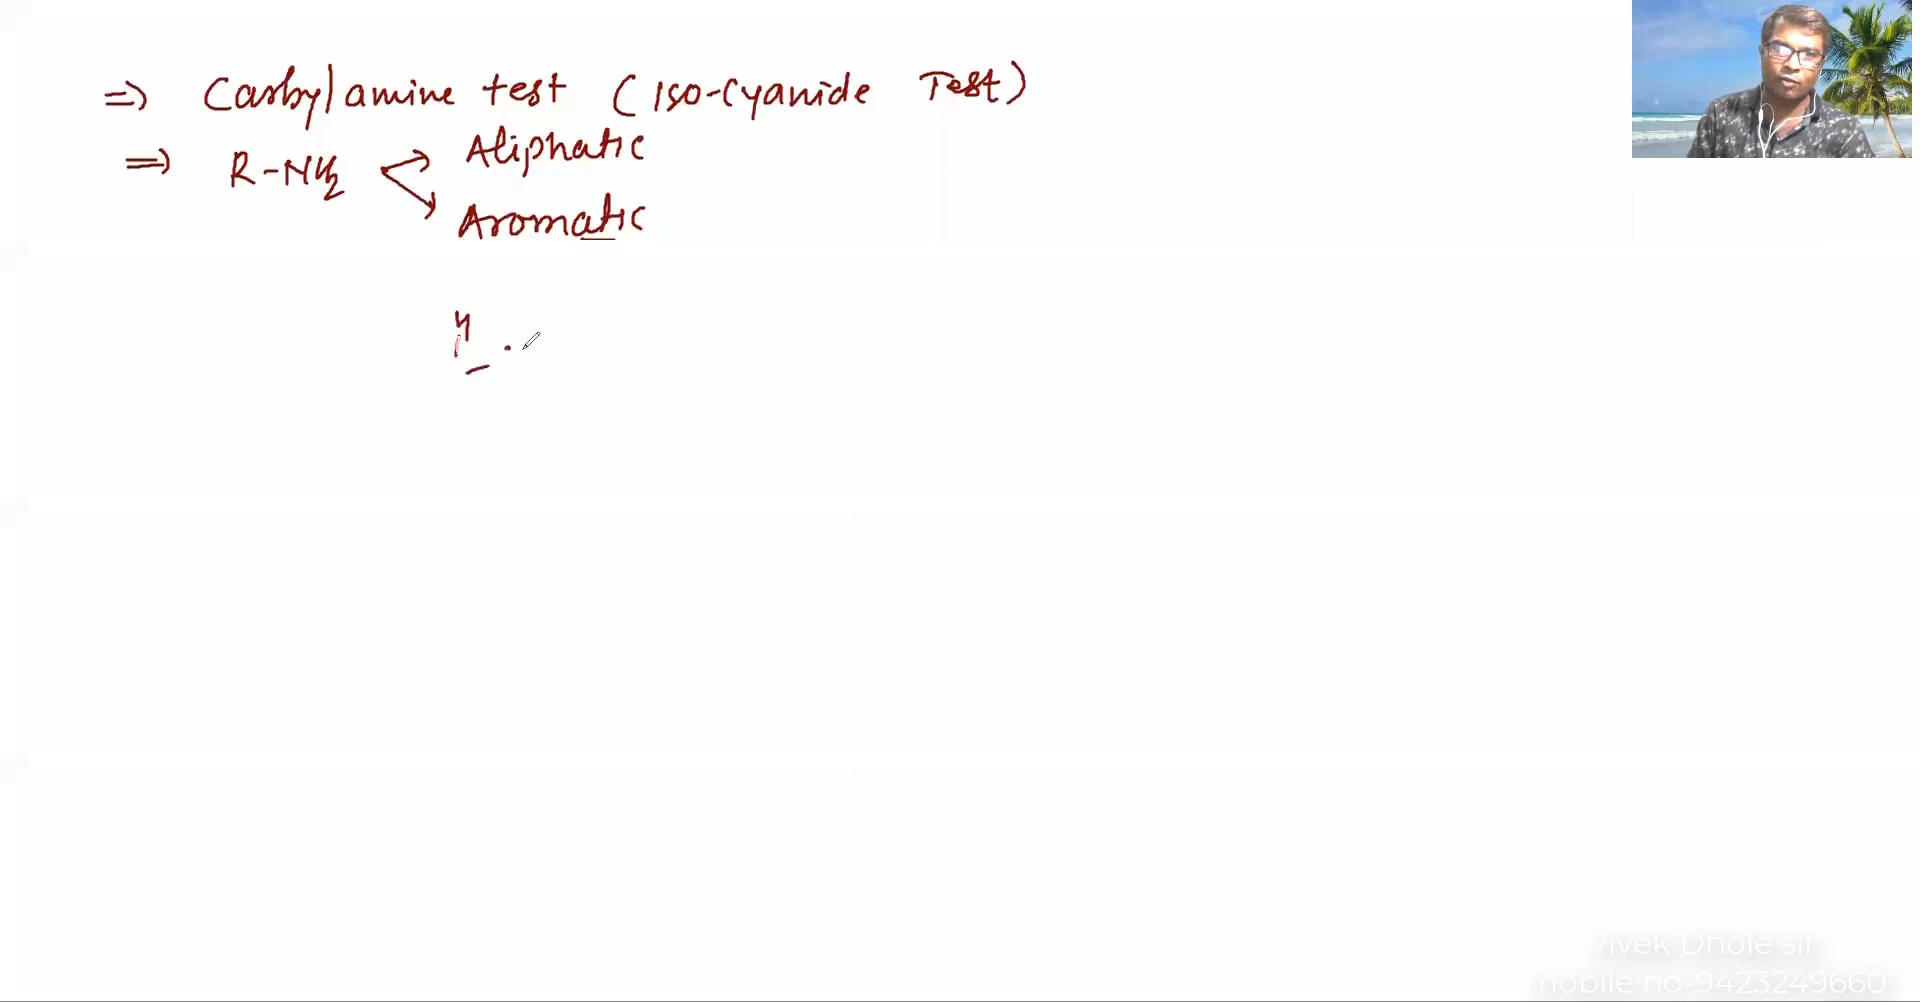 => Carbylamine test (Iso-Cyanide Test)
=> R-NH2 Aliphatic
Aromatic
Vivek Dhole sir
mobile no-9423249660